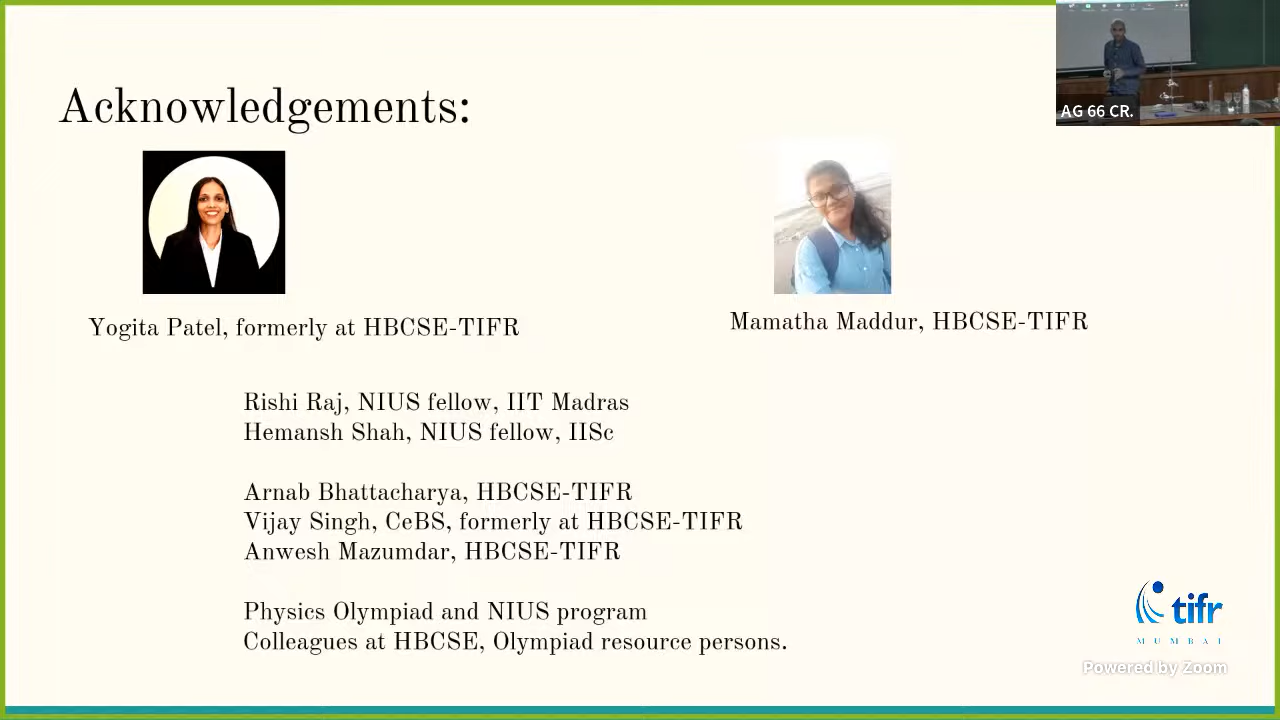 Acknowledgements:
AG 66 CR.
Yogita Patel, formerly at HBCSE-TIFR
Mamatha Maddur, HBCSE-TIFR
Rishi Raj, NIUS fellow, IIT Madras
Hemansh Shah, NIUS fellow, IISc
Arnab Bhattacharya, HBCSE-TIFR
Vijay Singh, CeBS, formerly at HBCSE-TIFR
Anwesh Mazumdar, HBCSE-TIFR
Physics Olympiad and NIUS program
Colleagues at HBCSE, Olympiad resource persons.
tifr
MUMBAI
Powered by Zoom